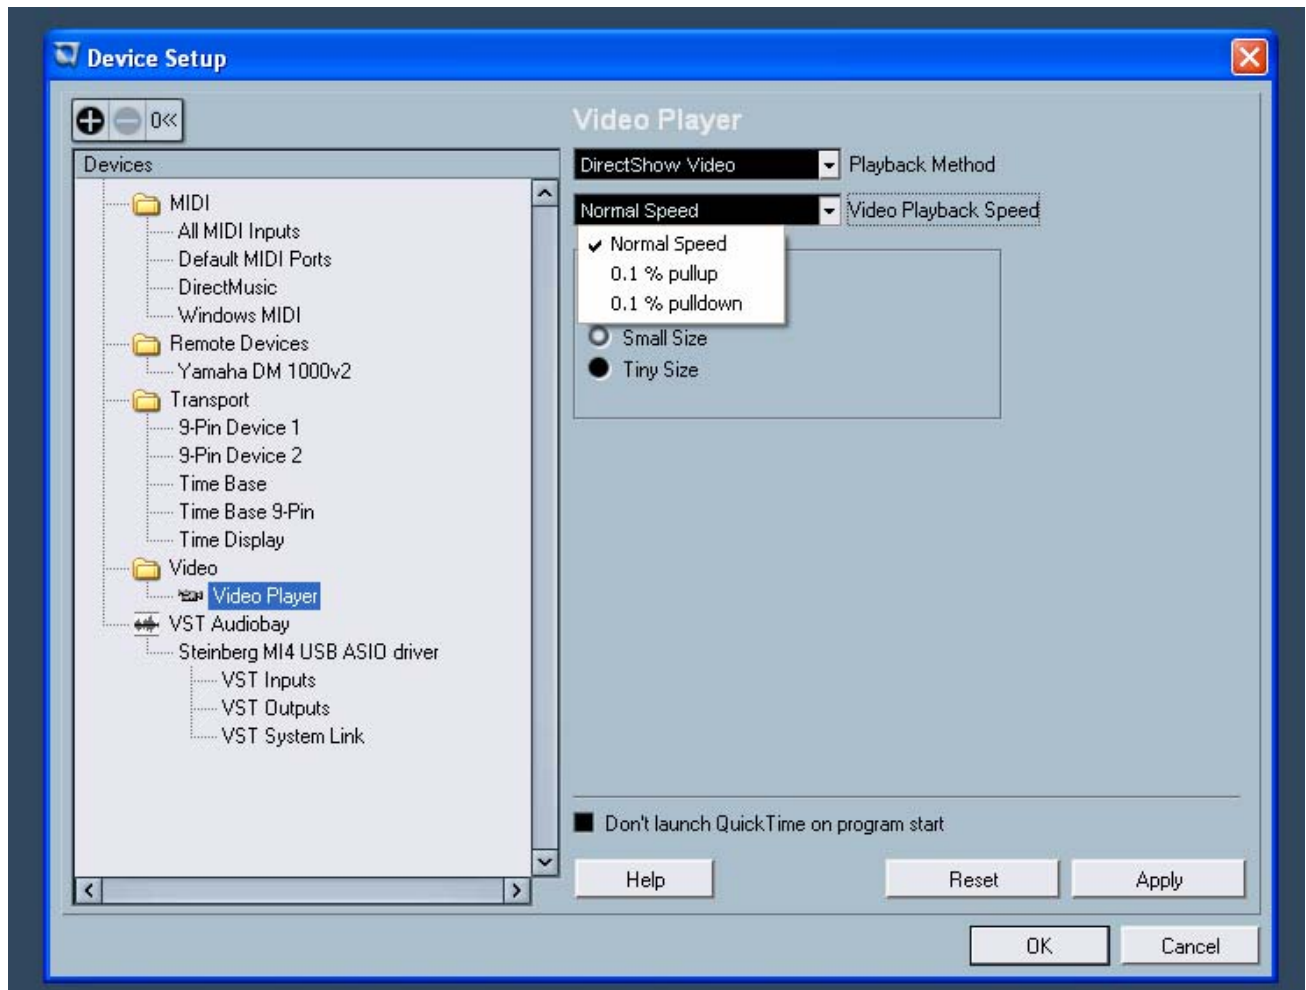 Device Setup
0<<
Devices
MIDI
All MIDI Inputs
Default MIDI Ports
DirectMusic
Windows MIDI
Remote Devices
Yamaha DM 1000v2
Transport
9-Pin Device 1
9-Pin Device 2
Time Base
Time Base 9-Pin
Time Display
Video
Video Player
VST Audiobay
Steinberg MI4 USB ASIO driver
VST Inputs
VST Outputs
VST System Link
Video Player
DirectShow Video Playback Method
Normal Speed Video Playback Speed
Normal Speed
0.1 % pullup
0.1 % pulldown
Small Size
Tiny Size
Don't launch QuickTime on program start
Help Reset Apply
OK Cancel